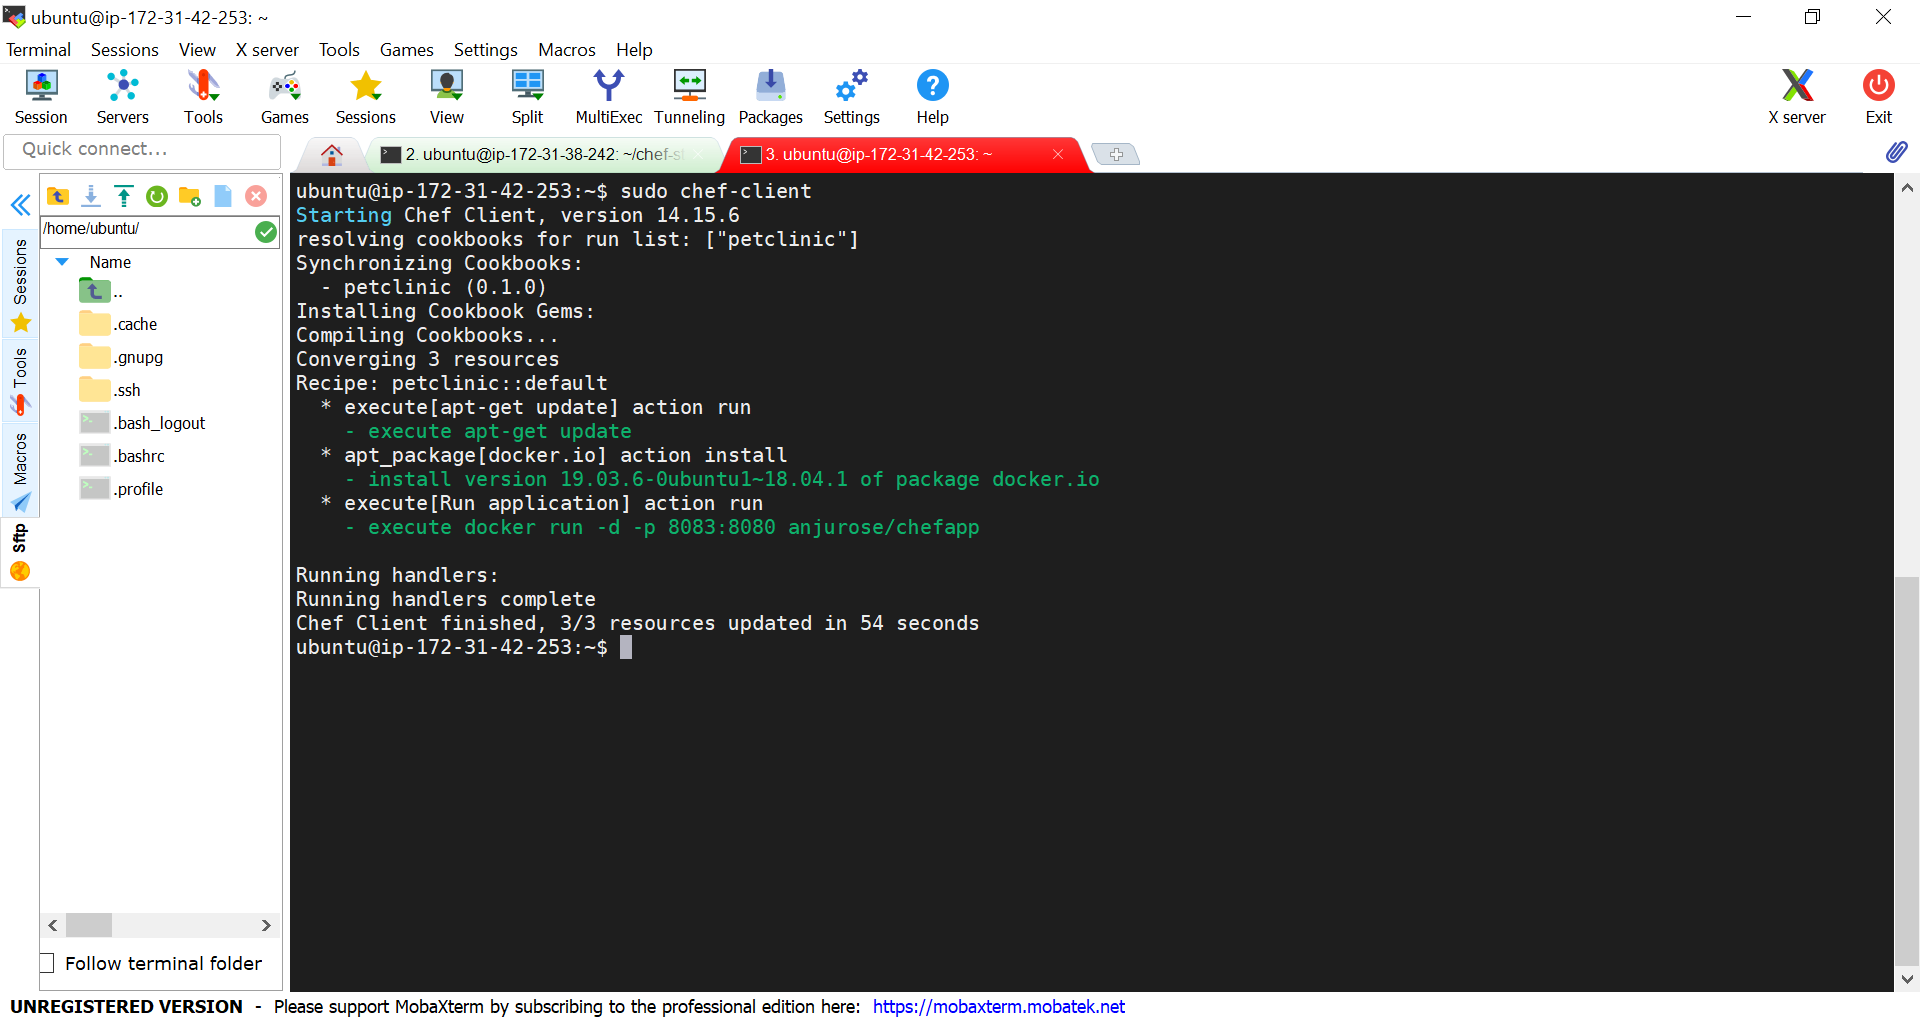 ubuntu@ip-172-31-42-253: ~
Terminal Sessions View X server Tools Games Settings Macros Help
Session Servers Tools Games Sessions View Split MultiExec Tunneling Packages Settings Help X server Exit
Quick connect...
2. ubuntu@ip-172-31-38-242: ~/chef-s
3. ubuntu@ip-172-31-42-253: ~
/home/ubuntu/
Name
..
.cache
.gnupg
.ssh
.bash_logout
.bashrc
.profile
Sessions
Tools
Macros
Sftp
Follow terminal folder
ubuntu@ip-172-31-42-253:~$ sudo chef-client
Starting Chef Client, version 14.15.6
resolving cookbooks for run list: ["petclinic"]
Synchronizing Cookbooks:
  - petclinic (0.1.0)
Installing Cookbook Gems:
Compiling Cookbooks...
Converging 3 resources
Recipe: petclinic::default
  * execute[apt-get update] action run
    - execute apt-get update
  * apt_package[docker.io] action install
    - install version 19.03.6-0ubuntu1~18.04.1 of package docker.io
  * execute[Run application] action run
    - execute docker run -d -p 8083:8080 anjurose/chefapp
Running handlers:
Running handlers complete
Chef Client finished, 3/3 resources updated in 54 seconds
ubuntu@ip-172-31-42-253:~$
UNREGISTERED VERSION - Please support MobaXterm by subscribing to the professional edition here: https://mobaxterm.mobatek.net